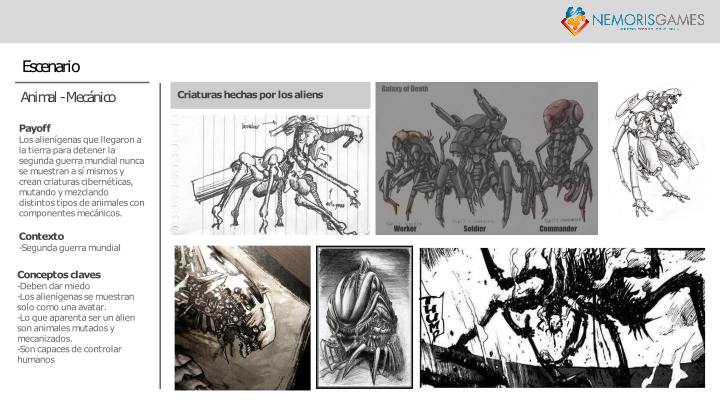 NEMORISGAMES
Escenario
Animal - Mecánico
Payoff
Los alienígenas que llegaron a
la tierra para detener la
segunda guerra mundial nunca
se muestran a sí mismos y
crean criaturas cibernéticas,
mutando y mezclando
distintos tipos de animales con
componentes mecánicos.
Contexto
-Segunda guerra mundial
Conceptos claves
-Deben dar miedo
-Los alienígenas se muestran
solo como una avatar.
-Lo que aparenta ser un alien
son animales mutados y
mecanizados.
-Son capaces de controlar
humanos
Criaturas hechas por los aliens
Galaxy of Death
Worker
Soldier
Commander